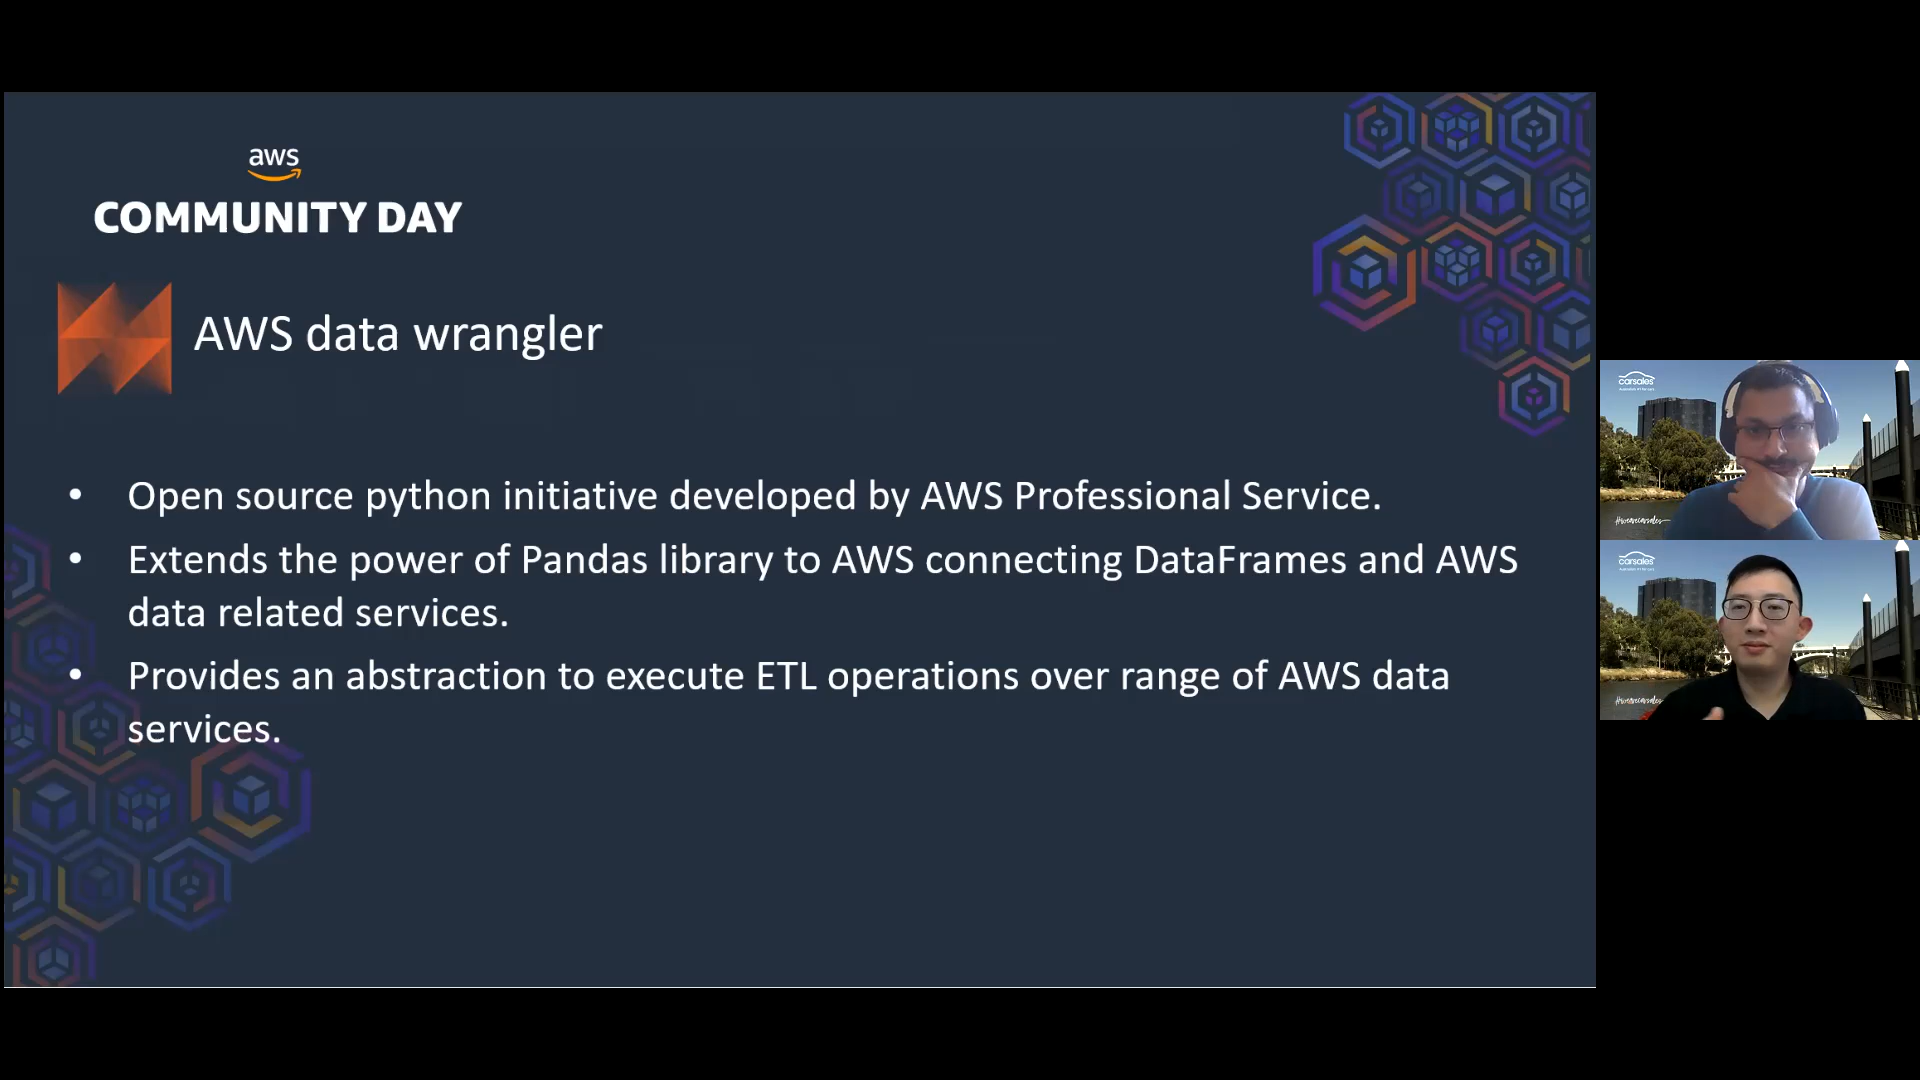 aws
COMMUNITY DAY
AWS data wrangler
• Open source python initiative developed by AWS Professional Service.
• Extends the power of Pandas library to AWS connecting DataFrames and AWS
data related services.
• Provides an abstraction to execute ETL operations over range of AWS data
services.
carsales
#wearecarsales
carsales
#wearecarsales